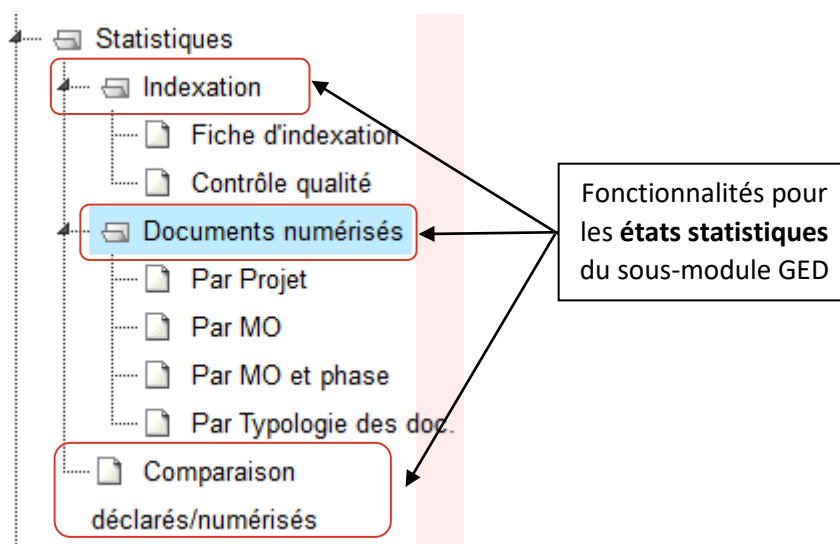 Statistiques
Indexation
Fiche d'indexation
Contrôle qualité
Documents numérisés
Par Projet
Par MO
Par MO et phase
Par Typologie des doc.
Comparaison
déclarés/numérisés
Fonctionnalités pour
les états statistiques
du sous-module GED